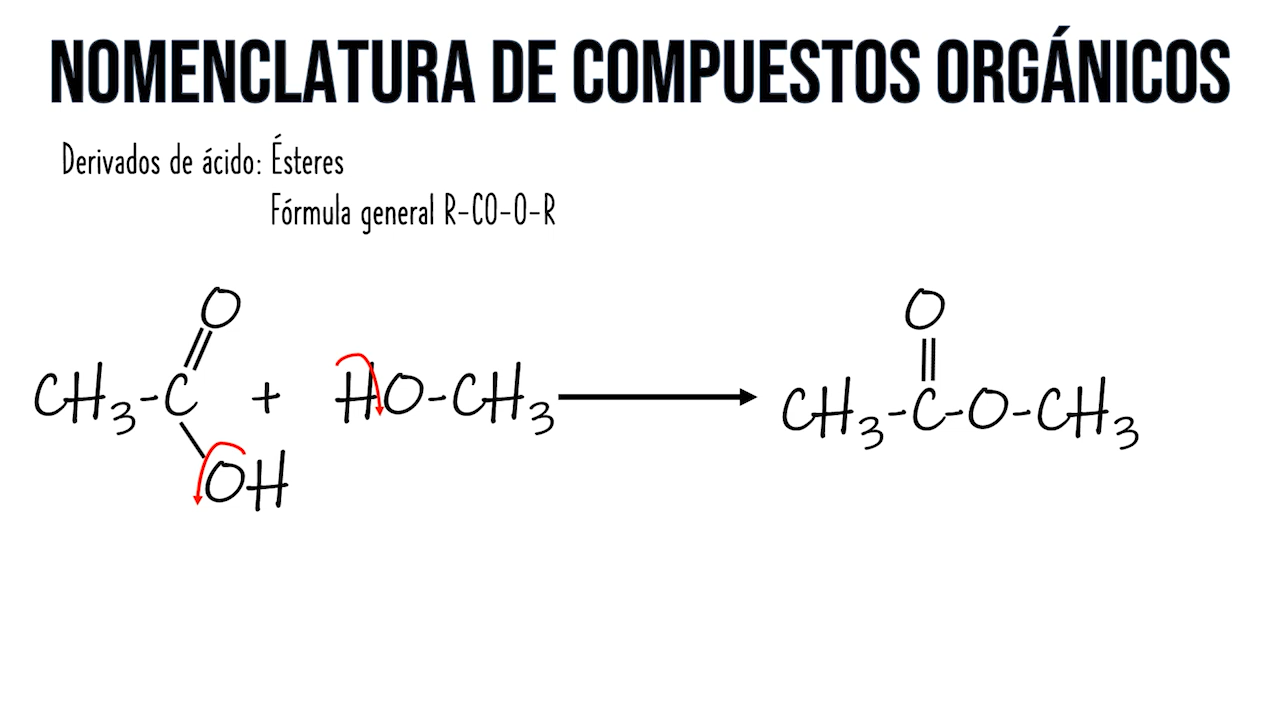 NOMENCLATURA DE COMPUESTOS ORGÁNICOS
Derivados de ácido: Ésteres
Fórmula general R-CO-O-R
O
CH3-C + HO-CH3
OH
O
CH3-C-O-CH3